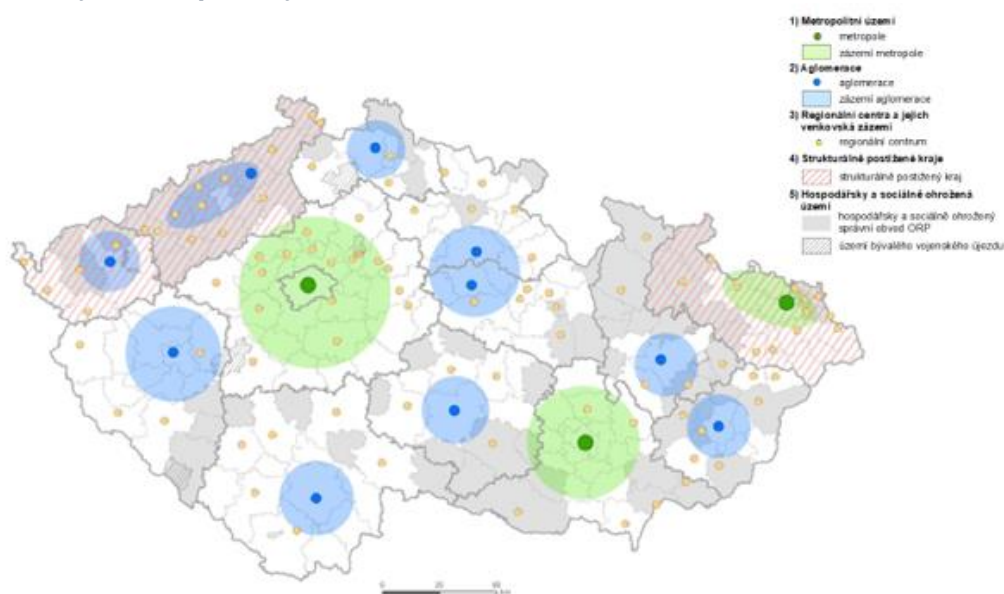 1) Metropolitní území
metropole
zázemí metropole
2) Aglomerace
aglomerace
zázemí aglomerace
3) Regionální centra a jejich
venkovská zázemí
regionální centrum
4) Strukturálně postižené kraje
strukturálně postižený kraj
5) Hospodářsky a sociálně ohrožená
území
hospodářsky a sociálně ohrožený
správní obvod ORP
území bývalého vojenského újezdu
0
km